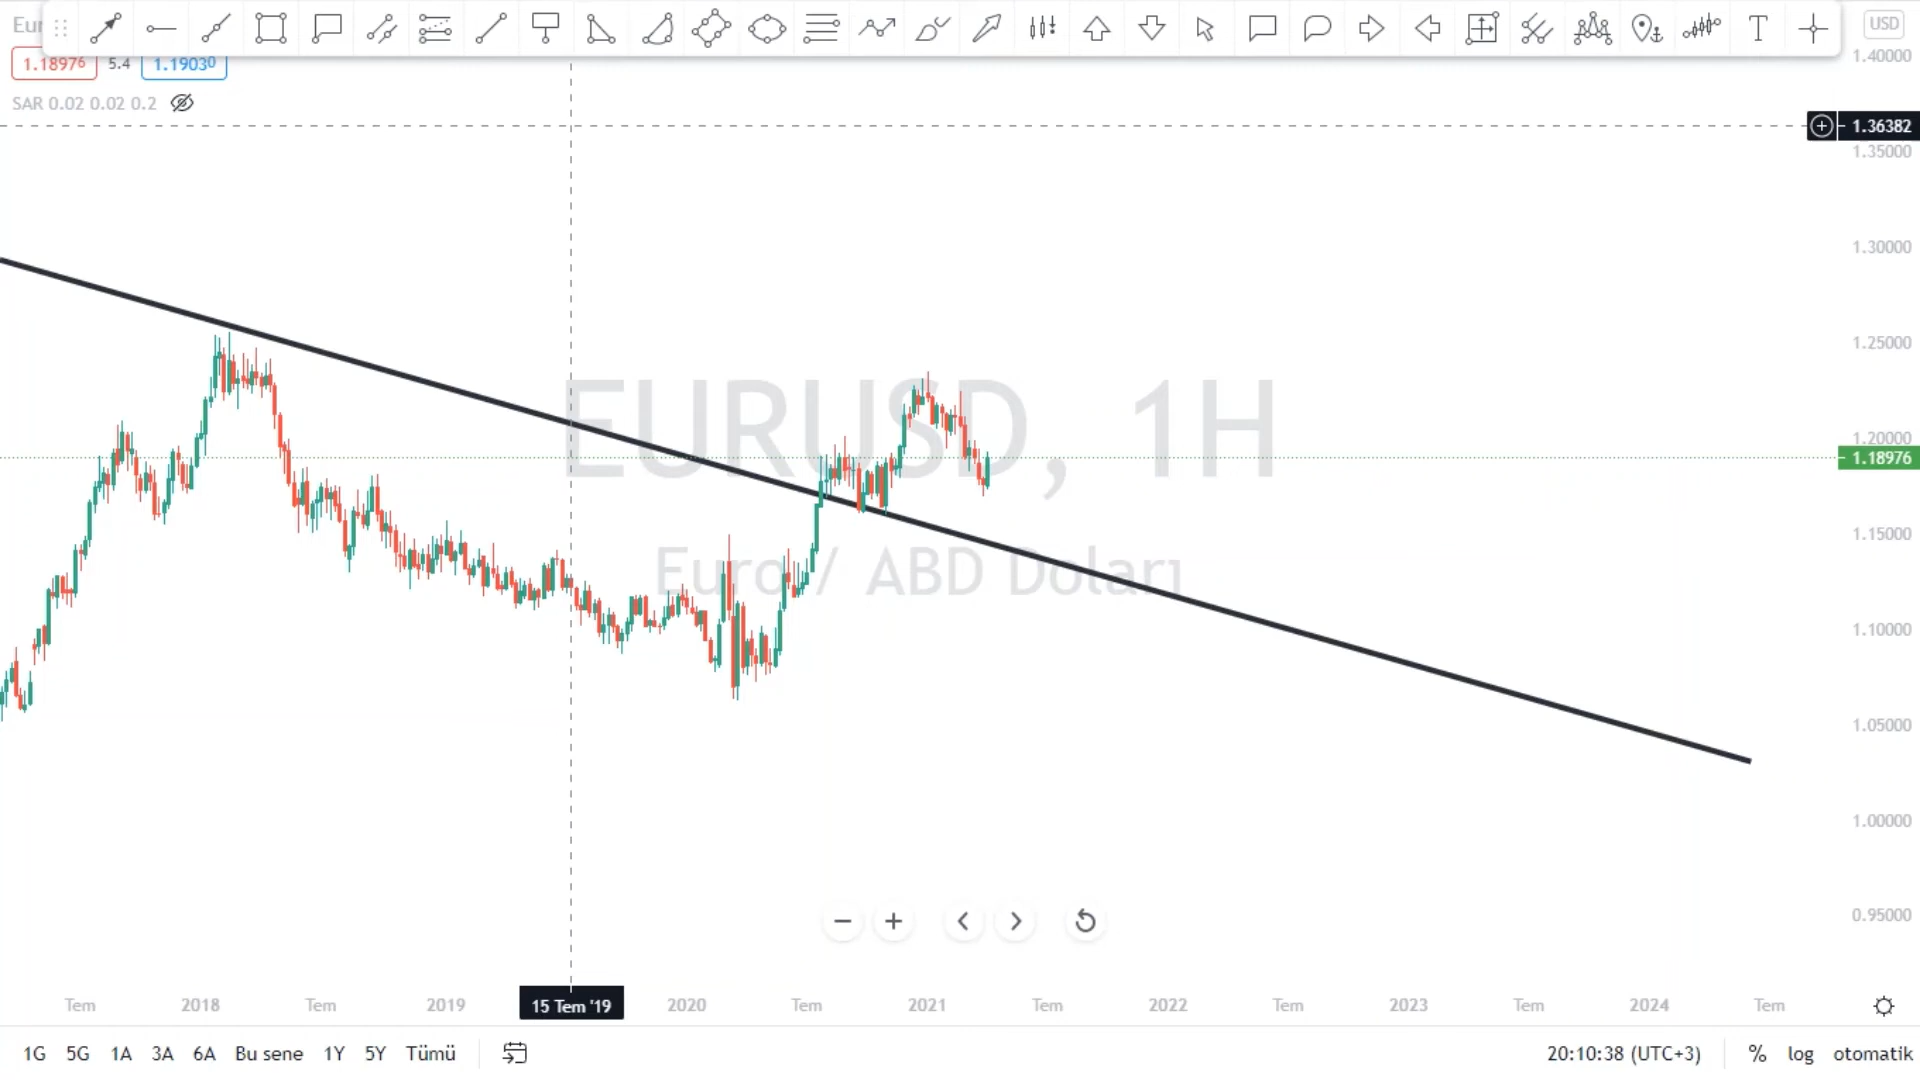 Eur
USD
1.40000
1.18976 5.4 1.19030
SAR 0.02 0.02 0.2
1.36382
1.35000
1.30000
1.25000
EURUSD, 1H
1.20000
1.18976
1.15000
Euro / ABD Doları
1.10000
1.05000
1.00000
0.95000
Tem 2018 Tem 2019 15 Tem '19 2020 Tem 2021 Tem 2022 Tem 2023 Tem 2024 Tem
1G 5G 1A 3A 6A Bu sene 1Y 5Y Tümü 20:10:38 (UTC+3) % log otomatik